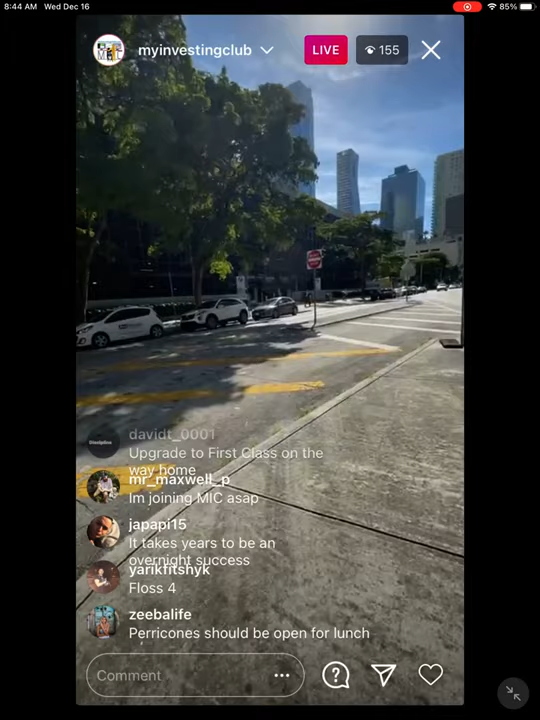 8:44 AM Wed Dec 16
85%
myinvestingclub
LIVE
155
davidt_0001
Upgrade to First Class on the
way home
mr_maxwell_p
Im joining MIC asap
japapi15
It takes years to be an
overnight success
yarikfitshyk
Floss 4
zeebalife
Perricones should be open for lunch
Comment